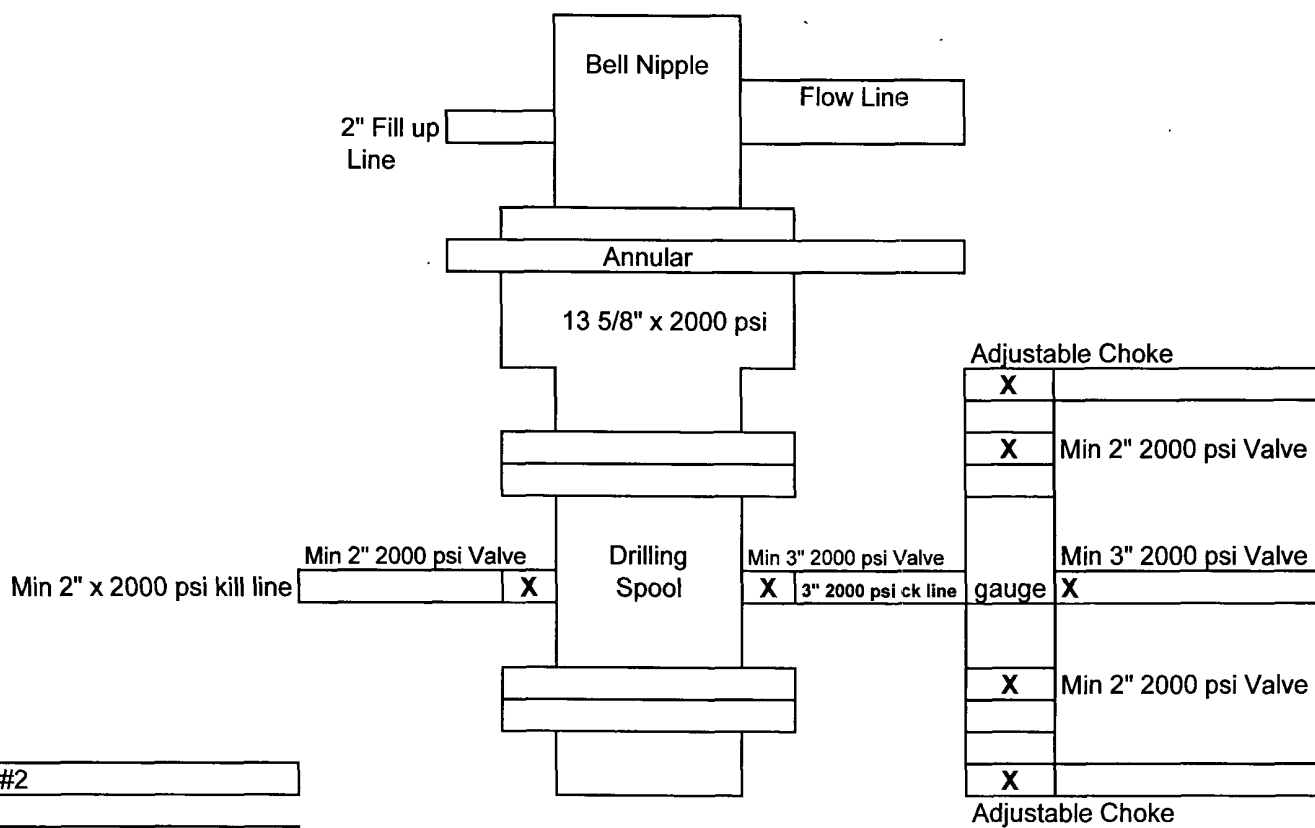 Bell Nipple
Flow Line
2" Fill up
Line
Annular
13 5/8" x 2000 psi
Adjustable Choke
X
X Min 2" 2000 psi Valve
Min 2" 2000 psi Valve
Drilling
Spool
Min 3" 2000 psi Valve
Min 3" 2000 psi Valve
Min 2" x 2000 psi kill line
X
X
3" 2000 psi ck line
gauge
X
X Min 2" 2000 psi Valve
#2
X
Adjustable Choke